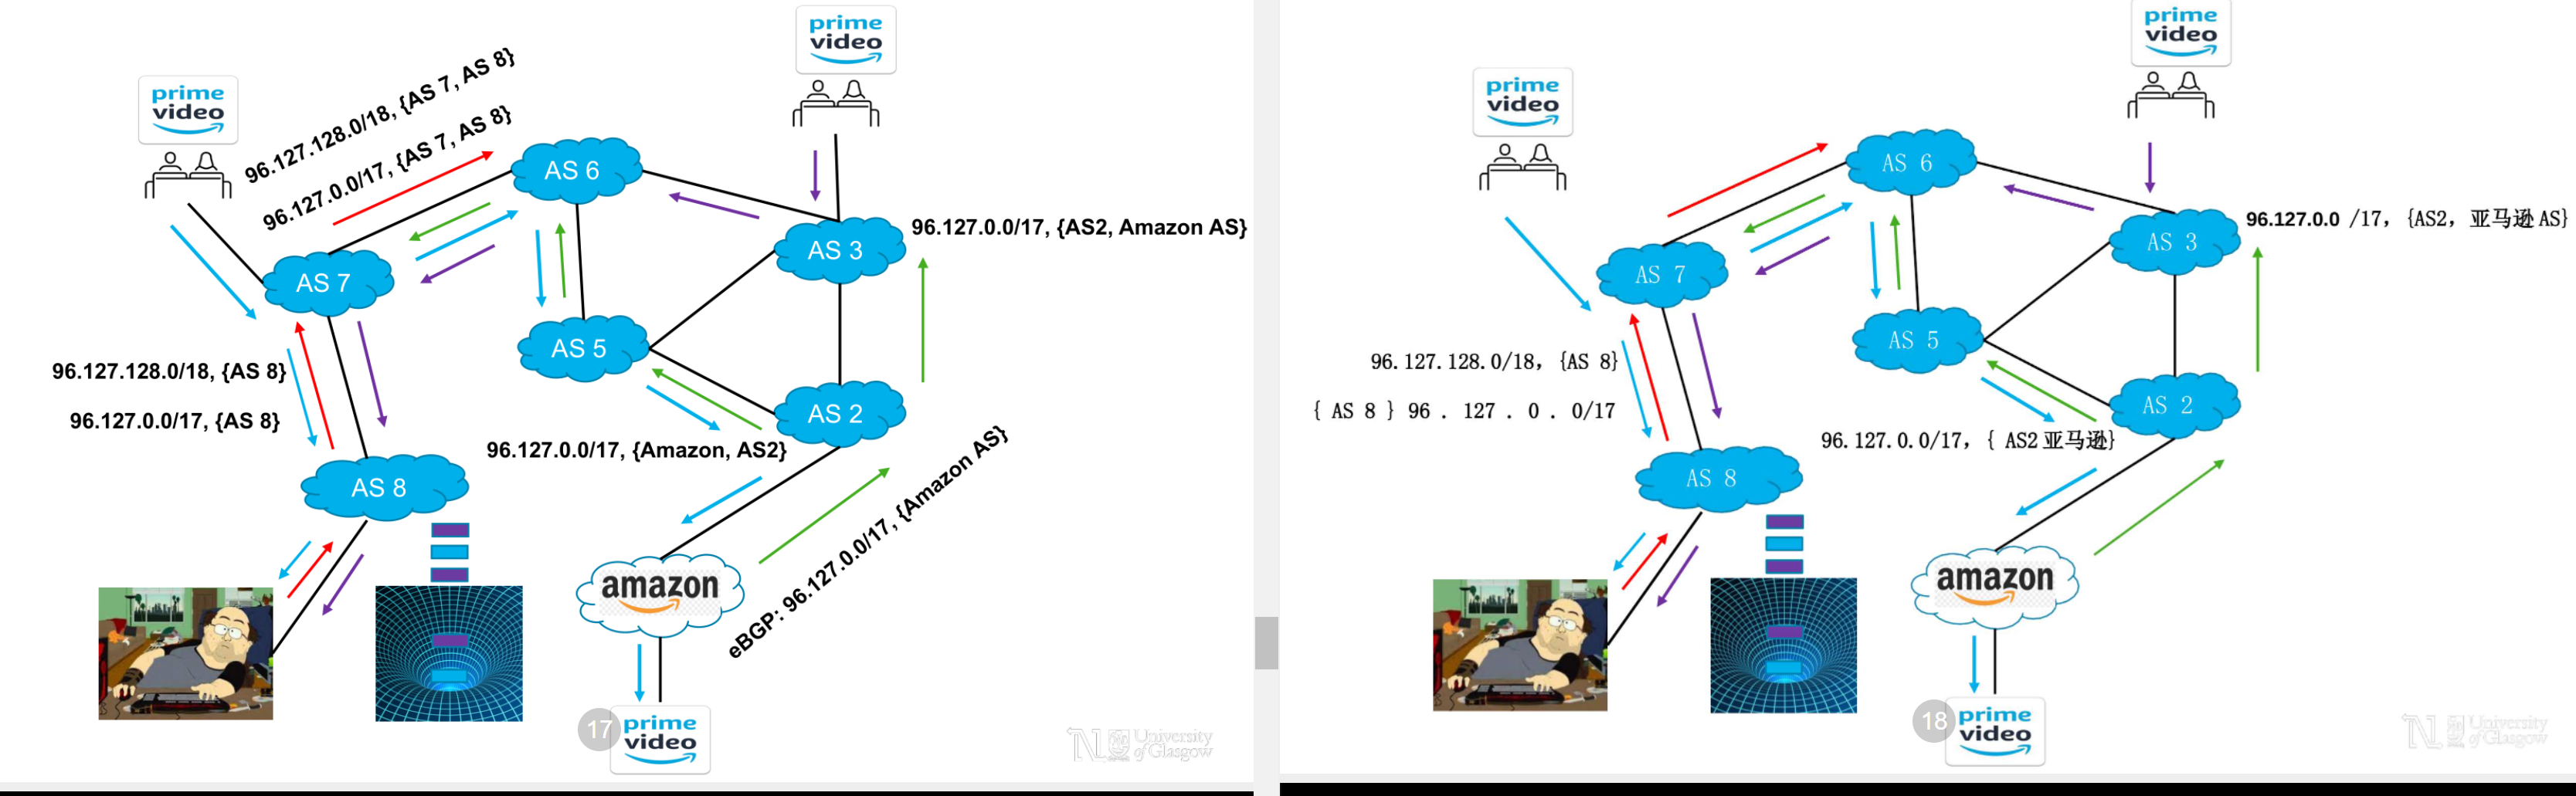 prime
video
prime
video
96.127.128.0/18, {AS 7, AS 8}
96.127.0.0/17, {AS 7, AS 8}
AS 6
AS 3
96.127.0.0/17, {AS2, Amazon AS}
AS 7
AS 5
96.127.128.0/18, {AS 8}
96.127.0.0/17, {AS 8}
AS 2
96.127.0.0/17, {Amazon, AS2}
AS 8
amazon
eBGP: 96.127.0.0/17, {Amazon AS}
17
prime
video
University
of Glasgow
prime
video
prime
video
AS 6
AS 3
96.127.0.0 /17, {AS2, 亚马逊 AS}
AS 7
AS 5
96.127.128.0/18, {AS 8}
{ AS 8 } 96 . 127 . 0 . 0/17
AS 2
96.127.0.0/17, { AS2 亚马逊}
AS 8
amazon
18
prime
video
University
of Glasgow